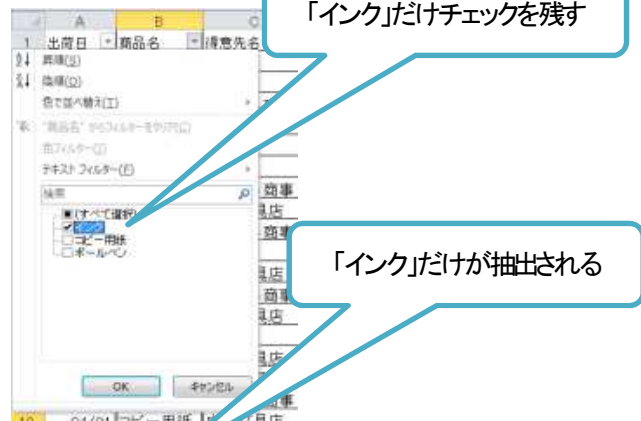 「インク」だけチェックを残す
A B C
1 出荷日 商品名 得意先名
昇順(S)
降順(O)
色で並べ替え(I)
"商品名" からフィルターをクリア(C)
色フィルター(I)
テキスト フィルター(F)
検索
商事
(すべて選択)
具店
インク
商事
コピー用紙
ボールペン
「インク」だけが抽出される
具店
商事
具店
具店
OK キャンセル
商事
コピー用紙 具店